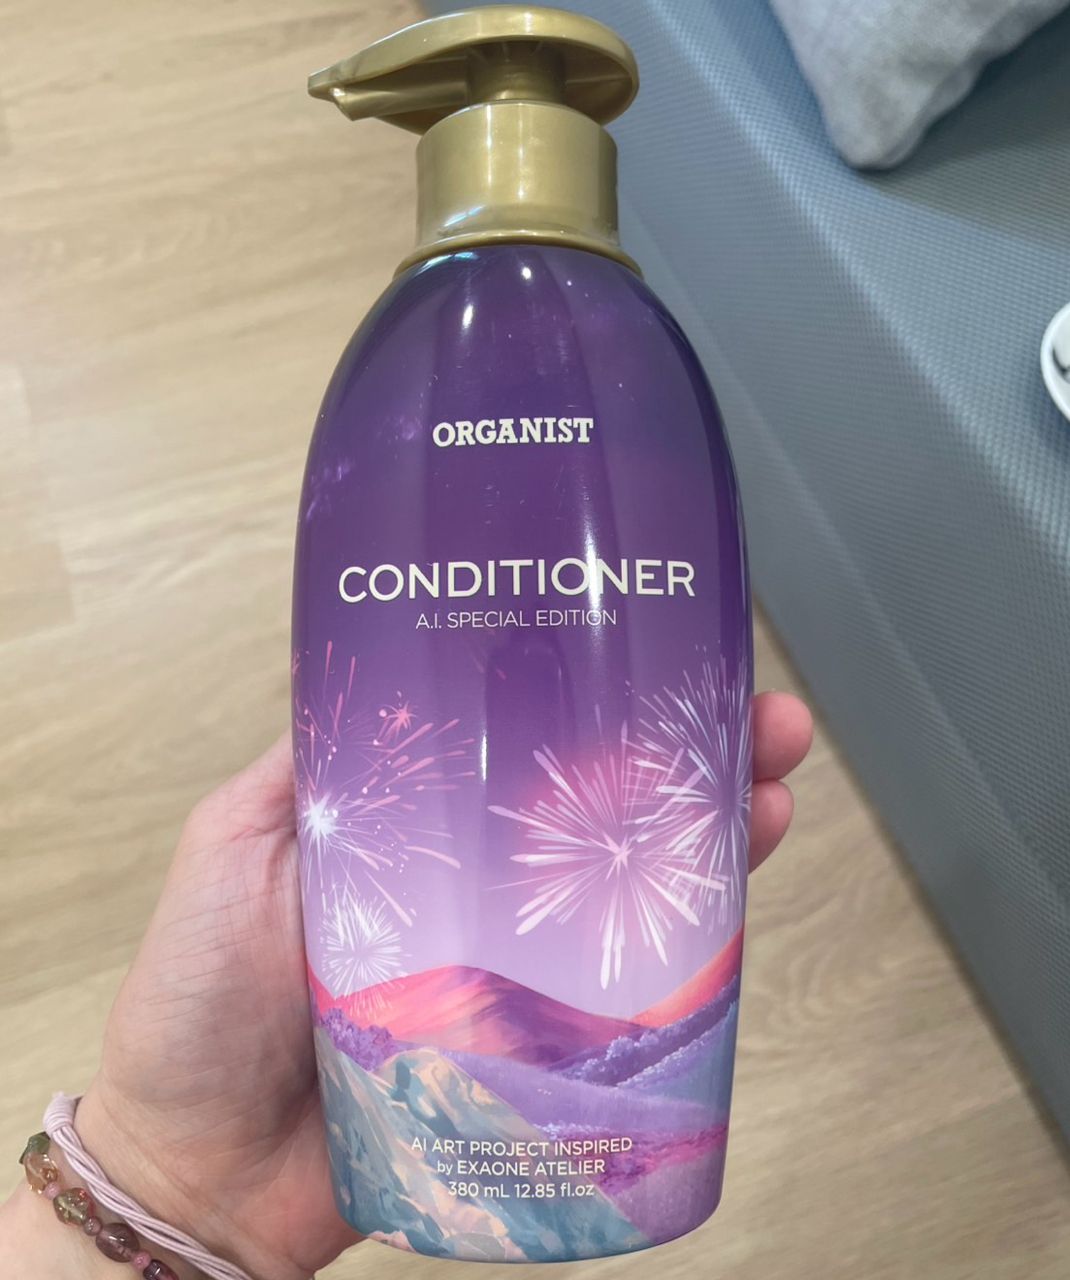 ORGANIST
CONDITIONER
A.I. SPECIAL EDITION
AI ART PROJECT INSPIRED
by EXAONE ATELIER
380 mL 12.85 fl.oz